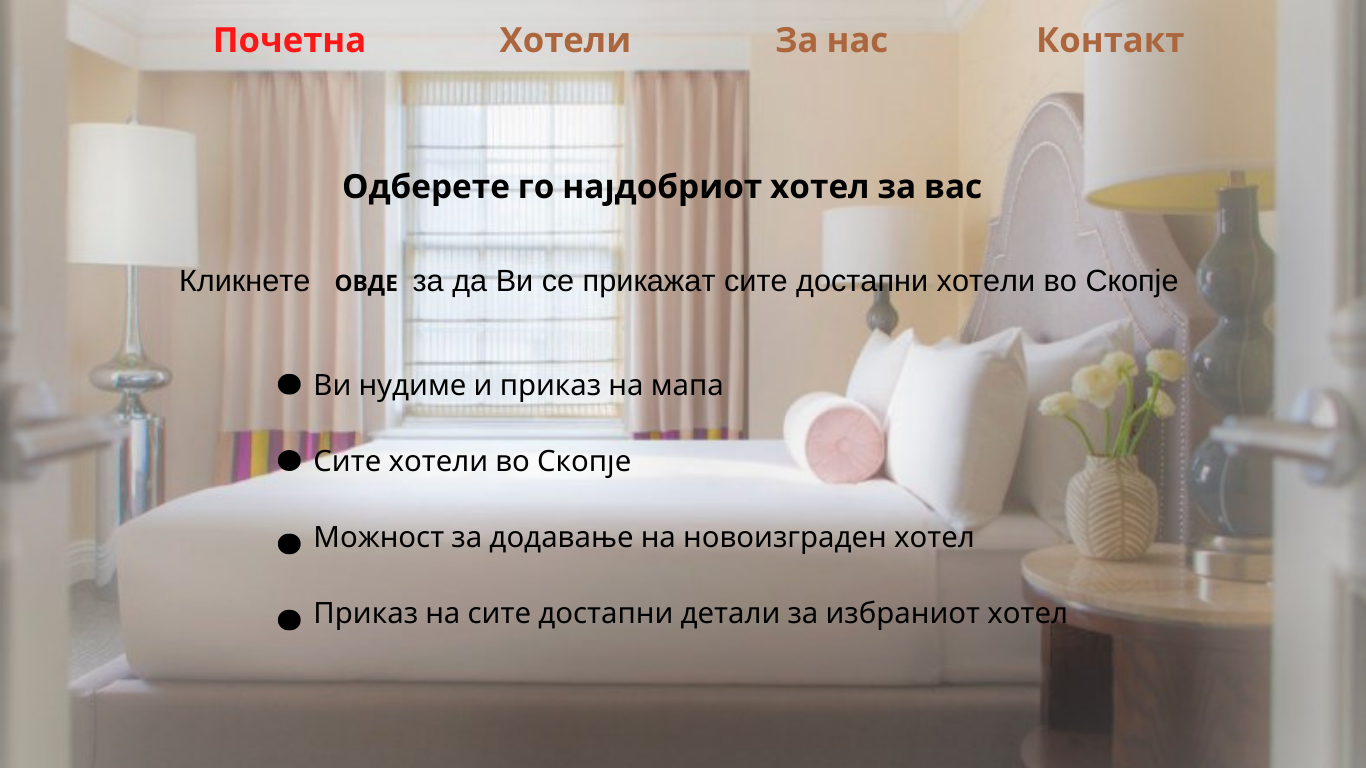 Почетна Хотели За нас Контакт
Одберете го најдобриот хотел за вас
Кликнете ОВДЕ за да Ви се прикажат сите достапни хотели во Скопје
● Ви нудиме и приказ на мапа
● Сите хотели во Скопје
● Можност за додавање на новоизграден хотел
● Приказ на сите достапни детали за избраниот хотел